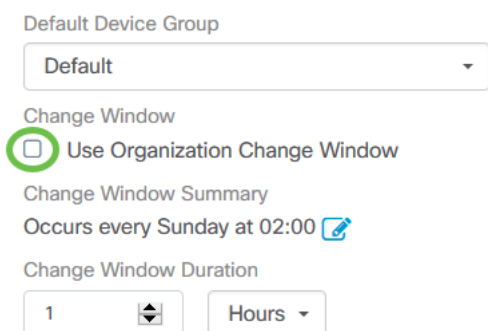 Default Device Group
Default
Change Window
Use Organization Change Window
Change Window Summary
Occurs every Sunday at 02:00
Change Window Duration
1 Hours